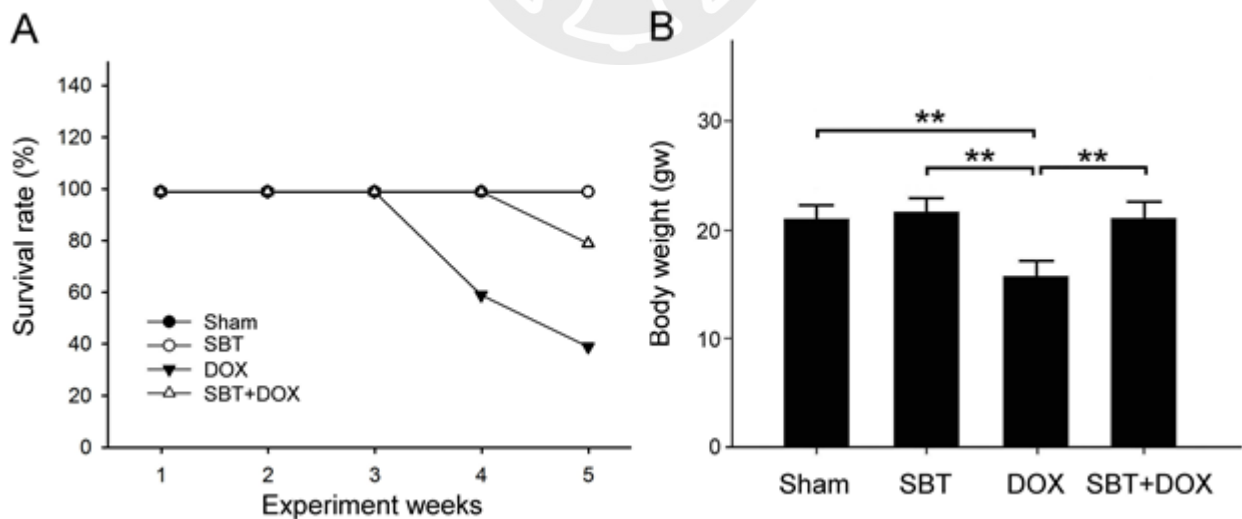 A
Survival rate (%)
140
120
100
80
60
40
20
0
Sham
SBT
DOX
SBT+DOX
1 2 3 4 5
Experiment weeks
B
Body weight (gw)
30
20
10
0
**
** **
Sham SBT DOX SBT+DOX